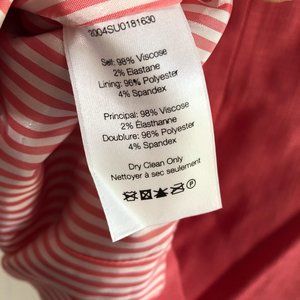 2004SU0181630
Self: 98% Viscose
2% Elastane
Lining: 96% Polyester
4% Spandex
Principal: 98% Viscose
2% Élasthanne
Doublure: 96% Polyester
4% Spandex
Dry Clean Only
Nettoyer à sec seulement
P